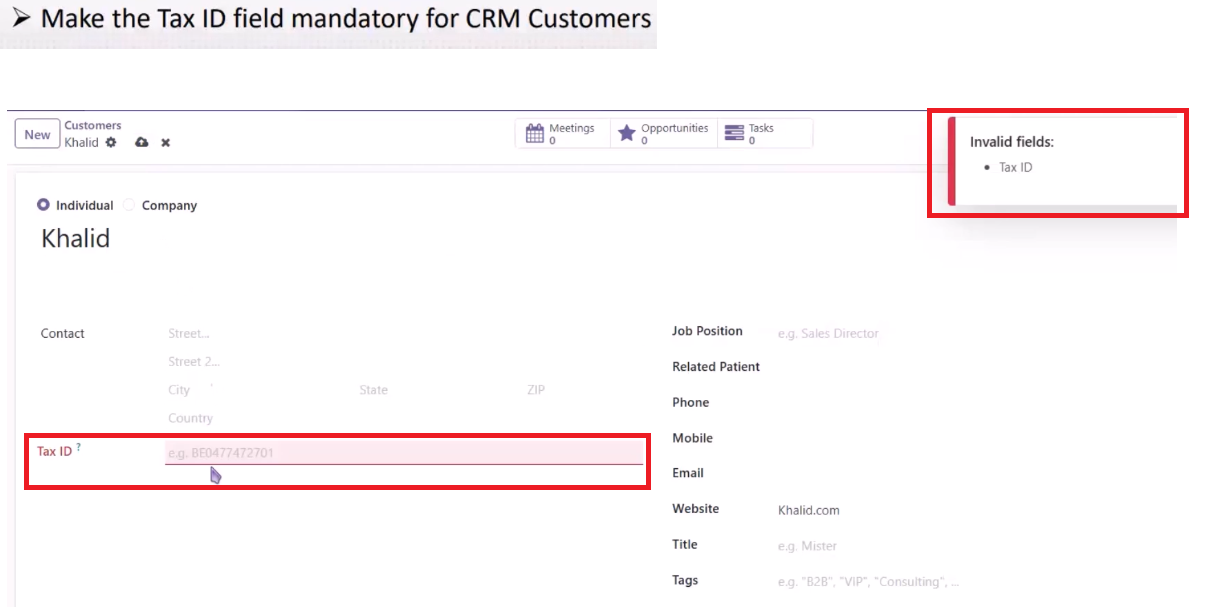 ➢ Make the Tax ID field mandatory for CRM Customers
New
Customers
Khalid
Meetings
0
Opportunities
0
Tasks
0
Invalid fields:
• Tax ID
Individual Company
Khalid
Contact
Street...
Street 2...
City State ZIP
Country
Tax ID ? e.g. BE0477472701
Job Position e.g. Sales Director
Related Patient
Phone
Mobile
Email
Website Khalid.com
Title e.g. Mister
Tags e.g. "B2B", "VIP", "Consulting", ...